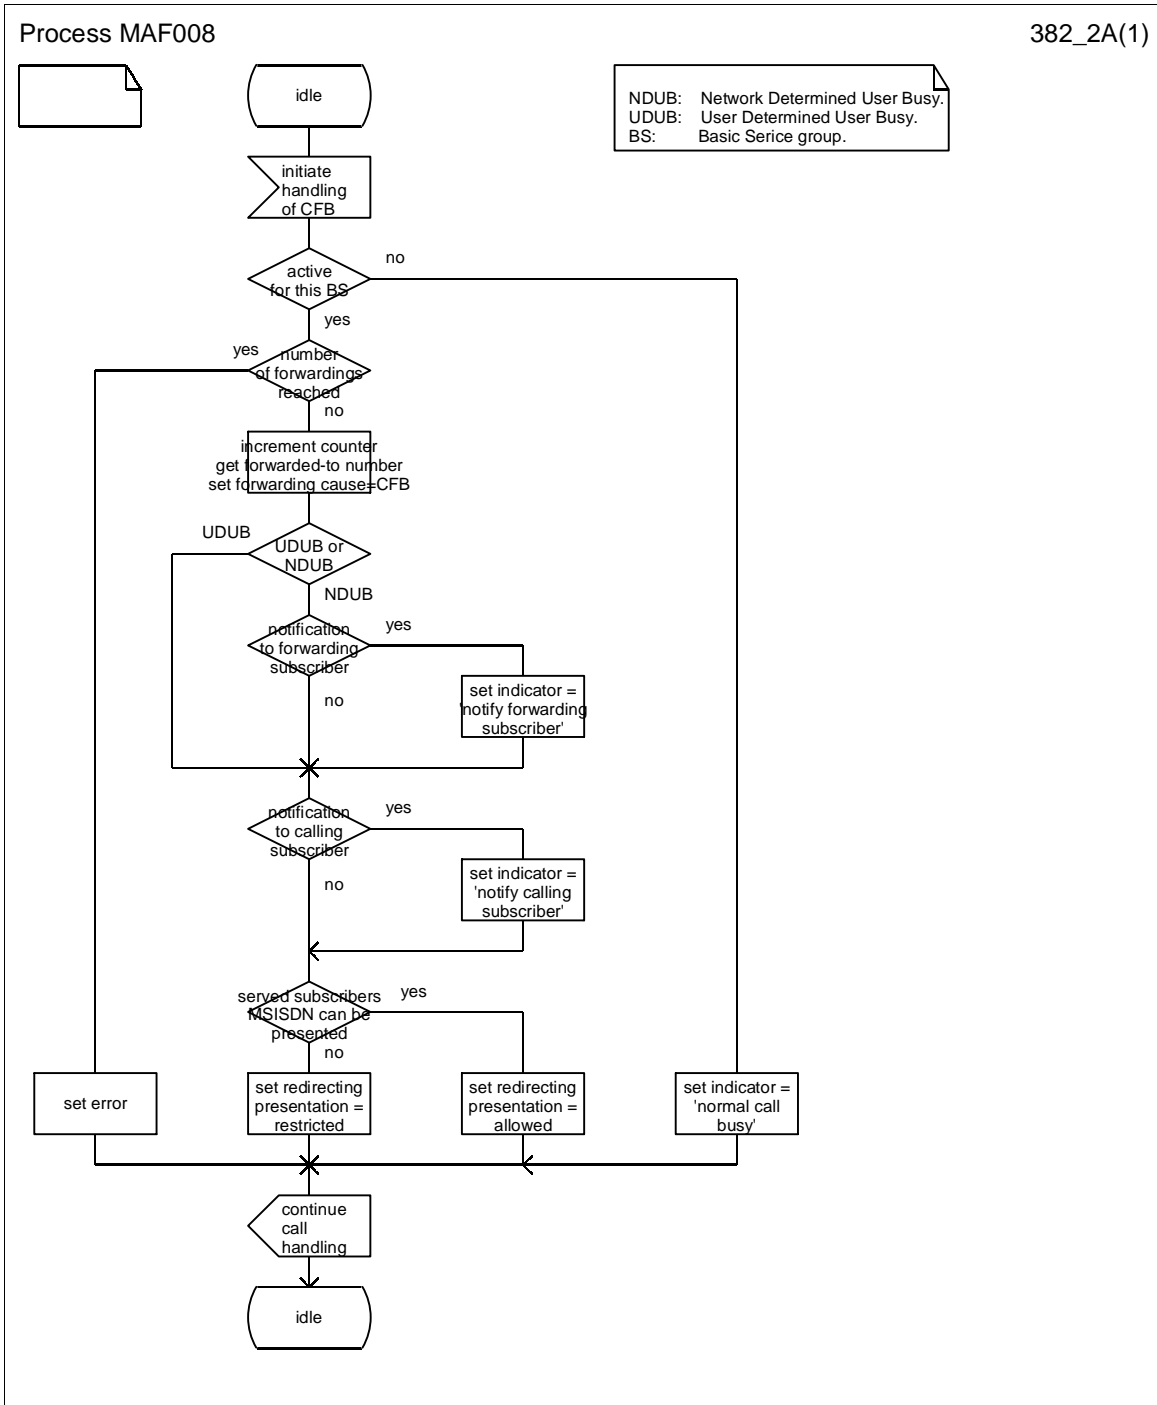 Process MAF008
382_2A(1)
idle
NDUB: Network Determined User Busy.
UDUB: User Determined User Busy.
BS: Basic Serice group.
initiate
handling
of CFB
active
for this BS
no
yes
number
of forwardings
reached
yes
no
increment counter
get forwarded-to number
set forwarding cause=CFB
UDUB
UDUB or
NDUB
NDUB
notification
to forwarding
subscriber
yes
no
set indicator =
'notify forwarding
subscriber'
notification
to calling
subscriber
yes
no
set indicator =
'notify calling
subscriber'
served subscribers
MSISDN can be
presented
yes
no
set error
set redirecting
presentation =
restricted
set redirecting
presentation =
allowed
set indicator =
'normal call
busy'
continue
call
handling
idle